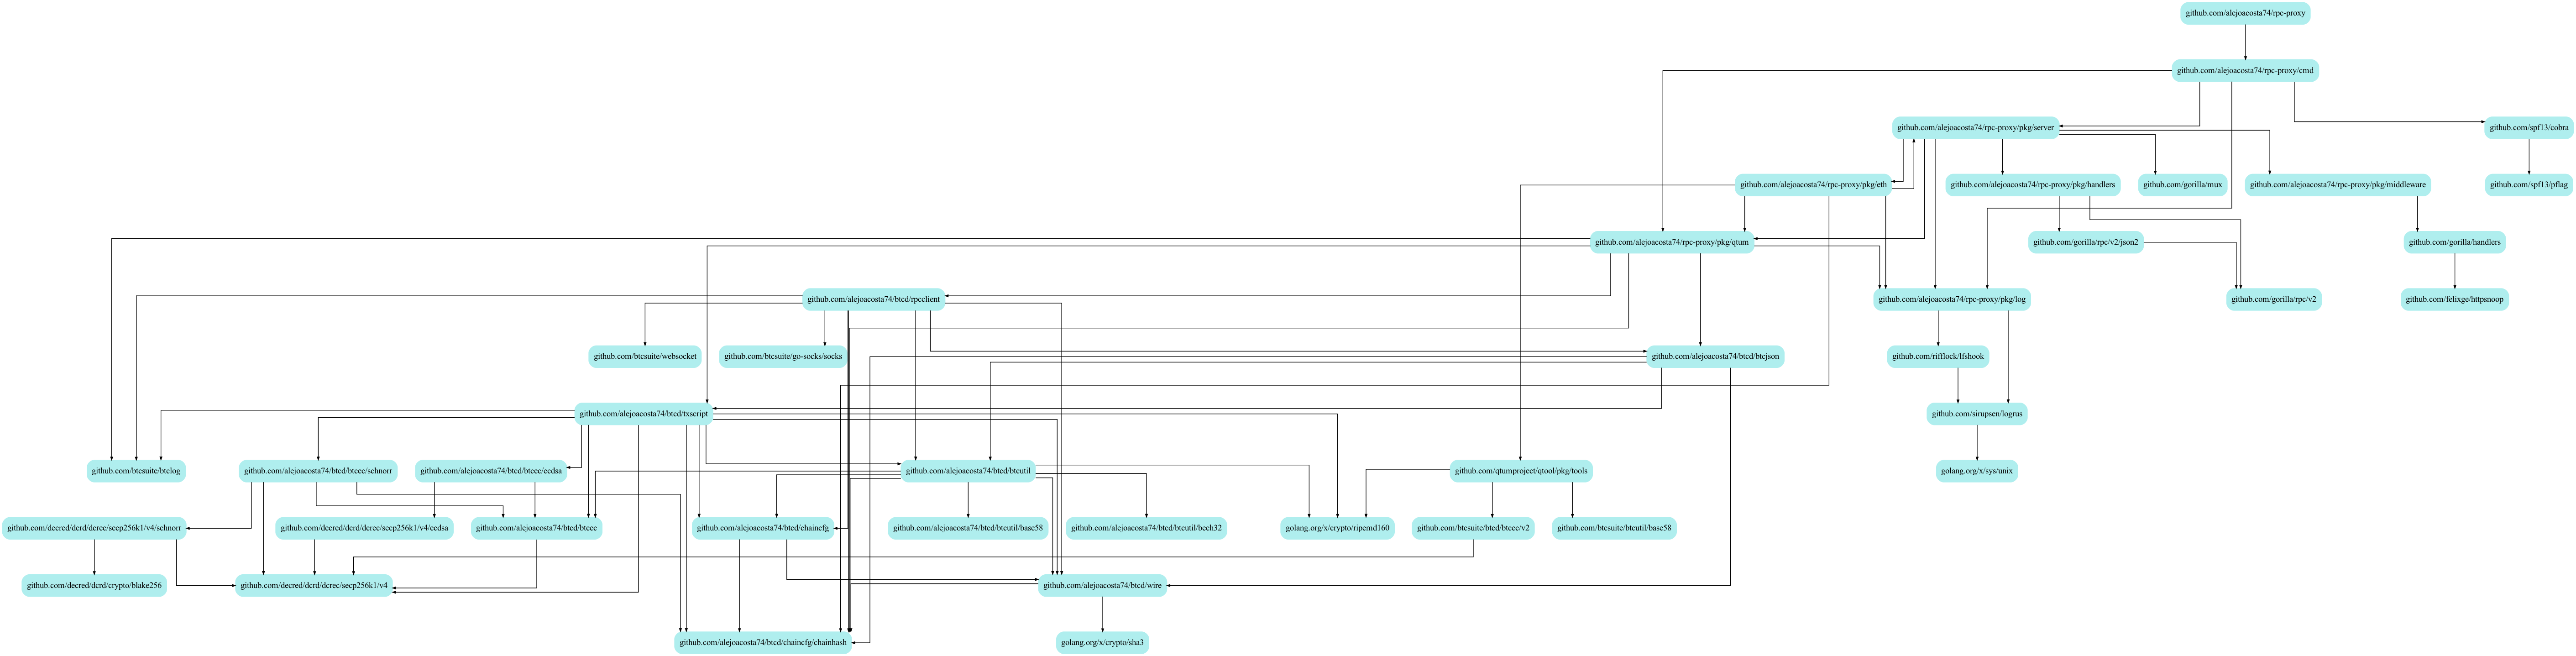 github.com/alejoacosta74/rpc-proxy
github.com/alejoacosta74/rpc-proxy/cmd
github.com/alejoacosta74/rpc-proxy/pkg/server
github.com/spf13/cobra
github.com/alejoacosta74/rpc-proxy/pkg/eth
github.com/alejoacosta74/rpc-proxy/pkg/handlers
github.com/gorilla/mux
github.com/alejoacosta74/rpc-proxy/pkg/middleware
github.com/spf13/pflag
github.com/alejoacosta74/rpc-proxy/pkg/qtum
github.com/gorilla/rpc/v2/json2
github.com/gorilla/handlers
github.com/alejoacosta74/btcd/rpcclient
github.com/alejoacosta74/rpc-proxy/pkg/log
github.com/gorilla/rpc/v2
github.com/felixge/httpsnoop
github.com/btcsuite/websocket
github.com/btcsuite/go-socks/socks
github.com/alejoacosta74/btcd/btcjson
github.com/rifflock/lfshook
github.com/alejoacosta74/btcd/txscript
github.com/sirupsen/logrus
github.com/btcsuite/btclog
github.com/alejoacosta74/btcd/btcec/schnorr
github.com/alejoacosta74/btcd/btcec/ecdsa
github.com/alejoacosta74/btcd/btcutil
github.com/qtumproject/qtool/pkg/tools
golang.org/x/sys/unix
github.com/decred/dcrd/dcrec/secp256k1/v4/schnorr
github.com/decred/dcrd/dcrec/secp256k1/v4/ecdsa
github.com/alejoacosta74/btcd/btcec
github.com/alejoacosta74/btcd/chaincfg
github.com/alejoacosta74/btcd/btcutil/base58
github.com/alejoacosta74/btcd/btcutil/bech32
golang.org/x/crypto/ripemd160
github.com/btcsuite/btcd/btcec/v2
github.com/btcsuite/btcutil/base58
github.com/decred/dcrd/crypto/blake256
github.com/decred/dcrd/dcrec/secp256k1/v4
github.com/alejoacosta74/btcd/wire
github.com/alejoacosta74/btcd/chaincfg/chainhash
golang.org/x/crypto/sha3